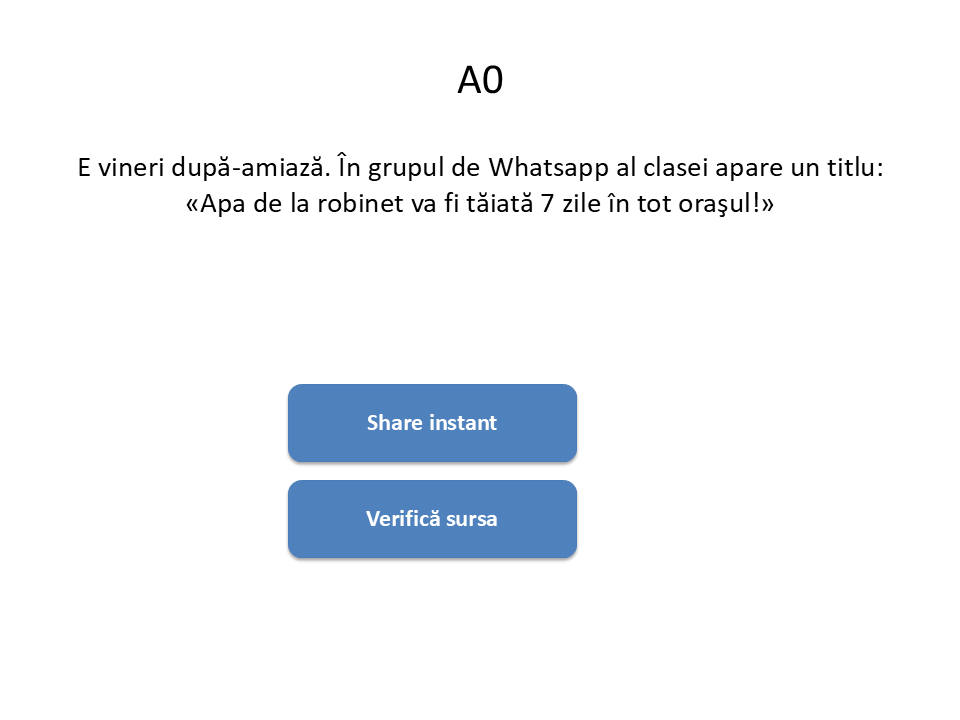 A0
E vineri după-amiază. În grupul de Whatsapp al clasei apare un titlu:
«Apa de la robinet va fi tăiată 7 zile în tot oraşul!»
Share instant
Verifică sursa